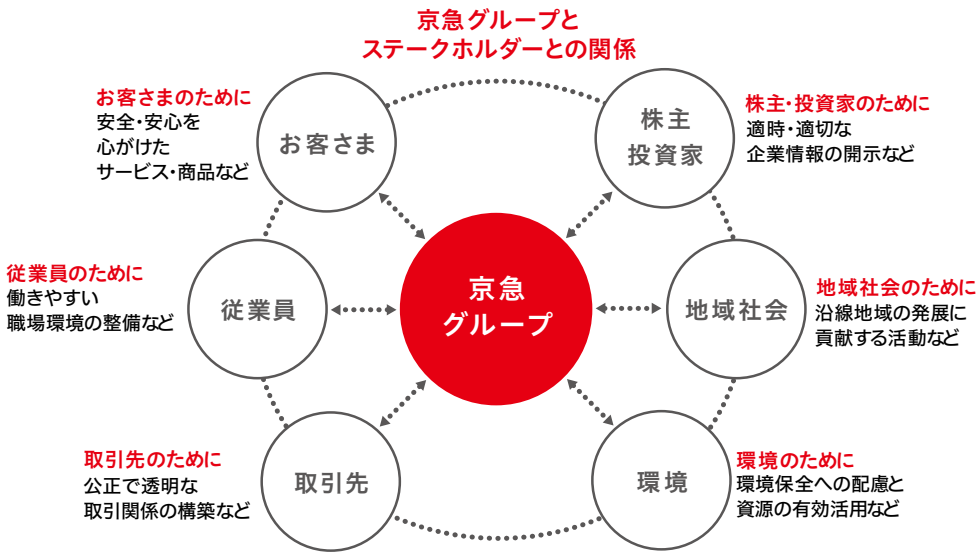 京急グループと
ステークホルダーとの関係
お客さまのために
安全・安心を
心がけた
サービス・商品など
お客さま
株主
投資家
株主・投資家のために
適時・適切な
企業情報の開示など
従業員のために
働きやすい
職場環境の整備など
従業員
京急
グループ
地域社会
地域社会のために
沿線地域の発展に
貢献する活動など
取引先のために
公正で透明な
取引関係の構築など
取引先
環境
環境のために
環境保全への配慮と
資源の有効活用など